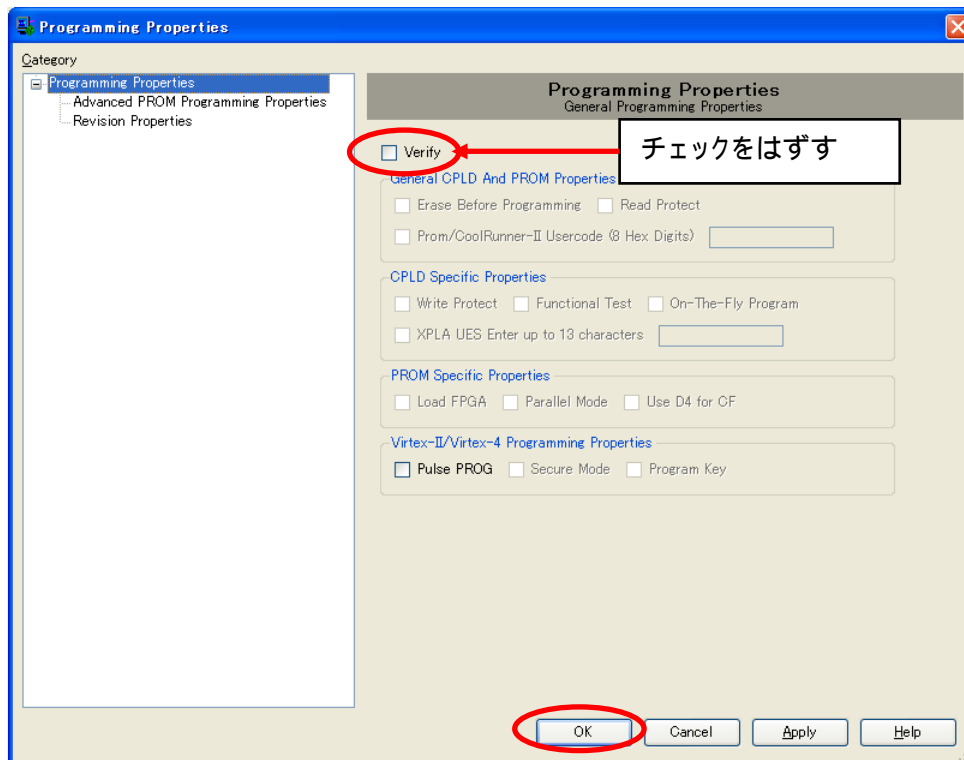 Programming Properties
Category
Programming Properties
Advanced PROM Programming Properties
Revision Properties
Programming Properties
General Programming Properties
Verify
チェックをはずす
General CPLD And PROM Properties
Erase Before Programming Read Protect
Prom/CoolRunner-II Usercode (8 Hex Digits)
CPLD Specific Properties
Write Protect Functional Test On-The-Fly Program
XPLA UES Enter up to 13 characters
PROM Specific Properties
Load FPGA Parallel Mode Use D4 for CF
Virtex-II/Virtex-4 Programming Properties
Pulse PROG Secure Mode Program Key
OK Cancel Apply Help